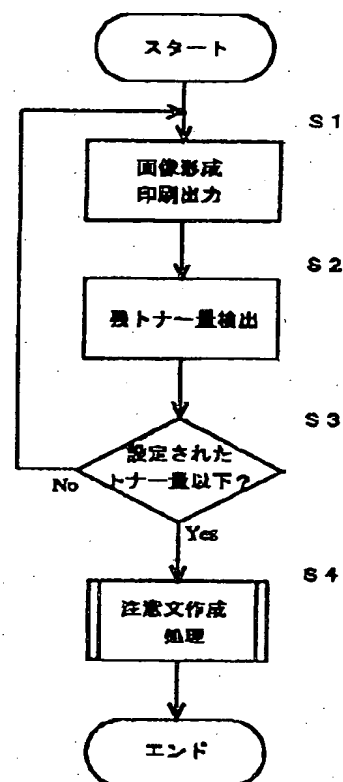 スタート
S1
画像形成
印刷出力
S2
残トナー量検出
S3
設定された
トナー量以下?
No
Yes
S4
注意文作成
処理
エンド